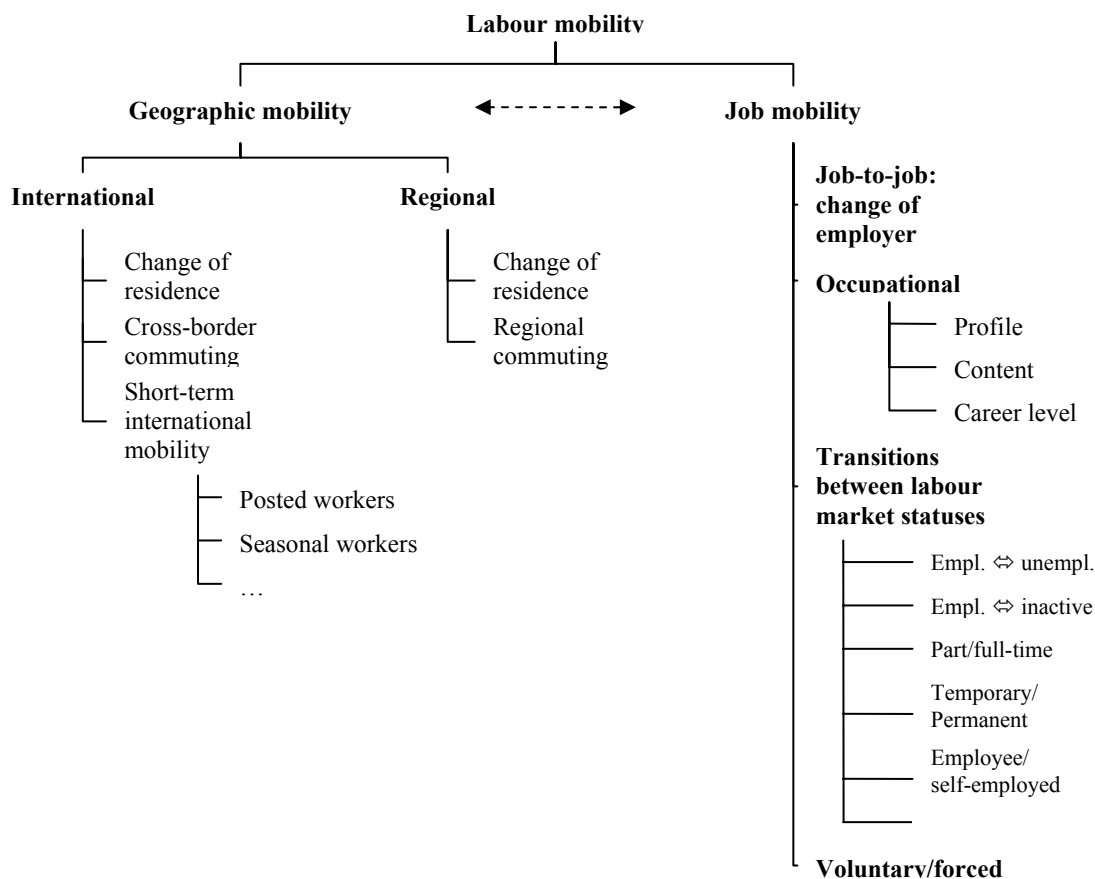 Labour mobility
Geographic mobility
Job mobility
International
Regional
Change of
residence
Cross-border
commuting
Short-term
international
mobility
Posted workers
Seasonal workers
…
Change of
residence
Regional
commuting
Job-to-job:
change of
employer
Occupational
Profile
Content
Career level
Transitions
between labour
market statuses
Empl. ⇔ unempl.
Empl. ⇔ inactive
Part/full-time
Temporary/
Permanent
Employee/
self-employed
Voluntary/forced